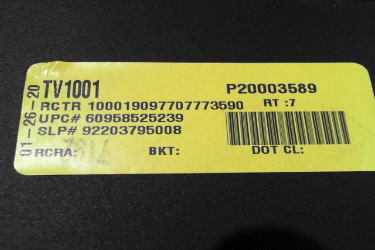 01-26-20
TV1001 P20003589
RCTR 100019097707773590 RT :7
UPC# 60958525239
SLP# 92203795008
RCRA: BKT: DOT CL: